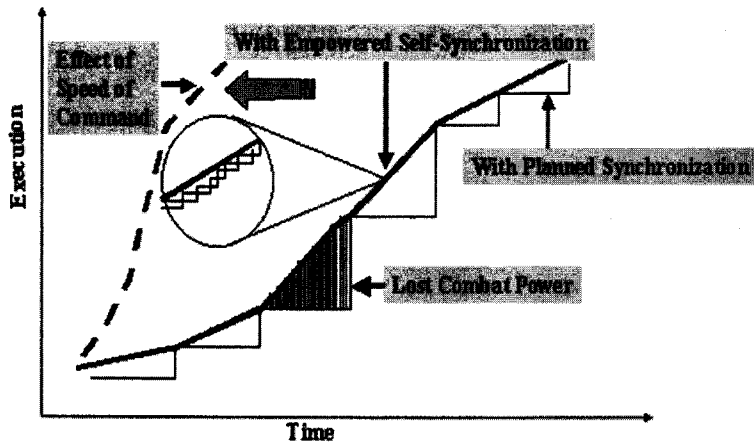 With Empowered Self-Synchronization
Effect of
Speed of
Command
Execution
With Planned Synchronization
Lost Combat Power
Time